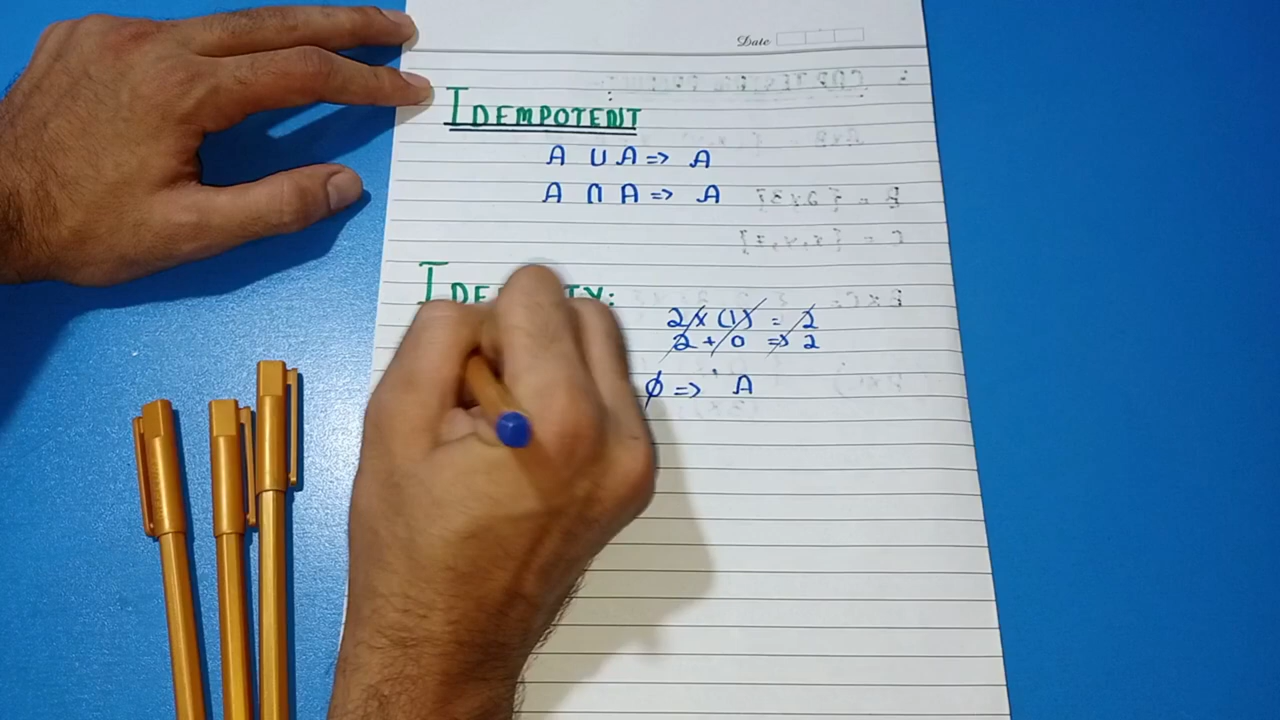 Date
IDEMPOTENT
A ∪ A => A
A ∩ A => A
2 x (1) = 2
2 + 0 => 2
φ => A